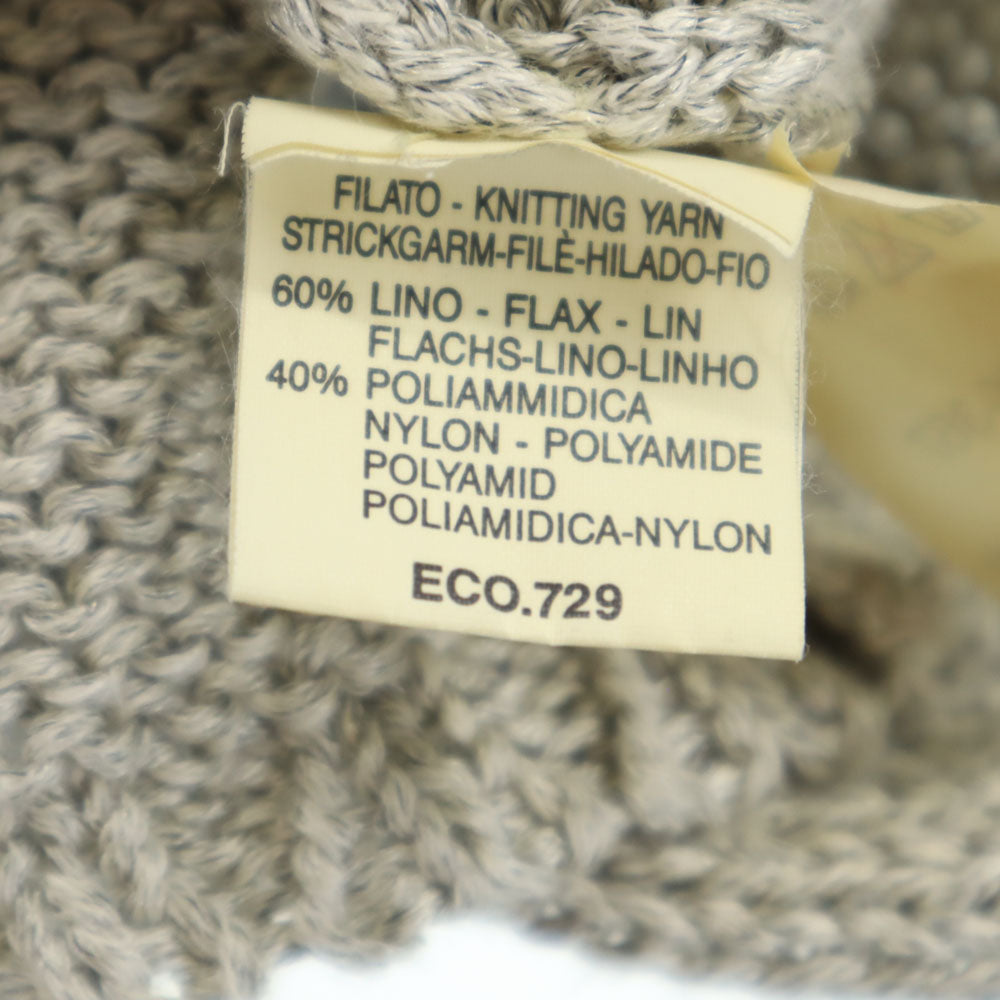 FILATO - KNITTING YARN
STRICKGARM-FILÈ-HILADO-FIO
60% LINO - FLAX - LIN
FLACHS-LINO-LINHO
40% POLIAMMIDICA
NYLON - POLYAMIDE
POLYAMID
POLIAMIDICA-NYLON
ECO.729